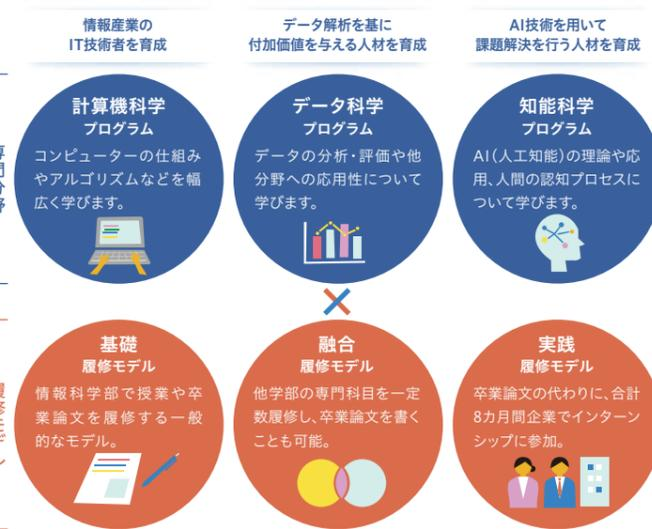 情報産業の
IT技術者を育成
データ解析を基に
付加価値を与える人材を育成
AI技術を用いて
課題解決を行う人材を育成
専門分野
計算機科学
プログラム
コンピューターの仕組み
やアルゴリズムなどを幅
広く学びます。
データ科学
プログラム
データの分析・評価や他
分野への応用性について
学びます。
知能科学
プログラム
AI(人工知能)の理論や応
用、人間の認知プロセスに
ついて学びます。
履修モデル
基礎
履修モデル
情報科学部で授業や卒
業論文を履修する一般
的なモデル。
融合
履修モデル
他学部の専門科目を一定
数履修し、卒業論文を書く
ことも可能。
実践
履修モデル
卒業論文の代わりに、合計
8カ月間企業でインターン
シップに参加。